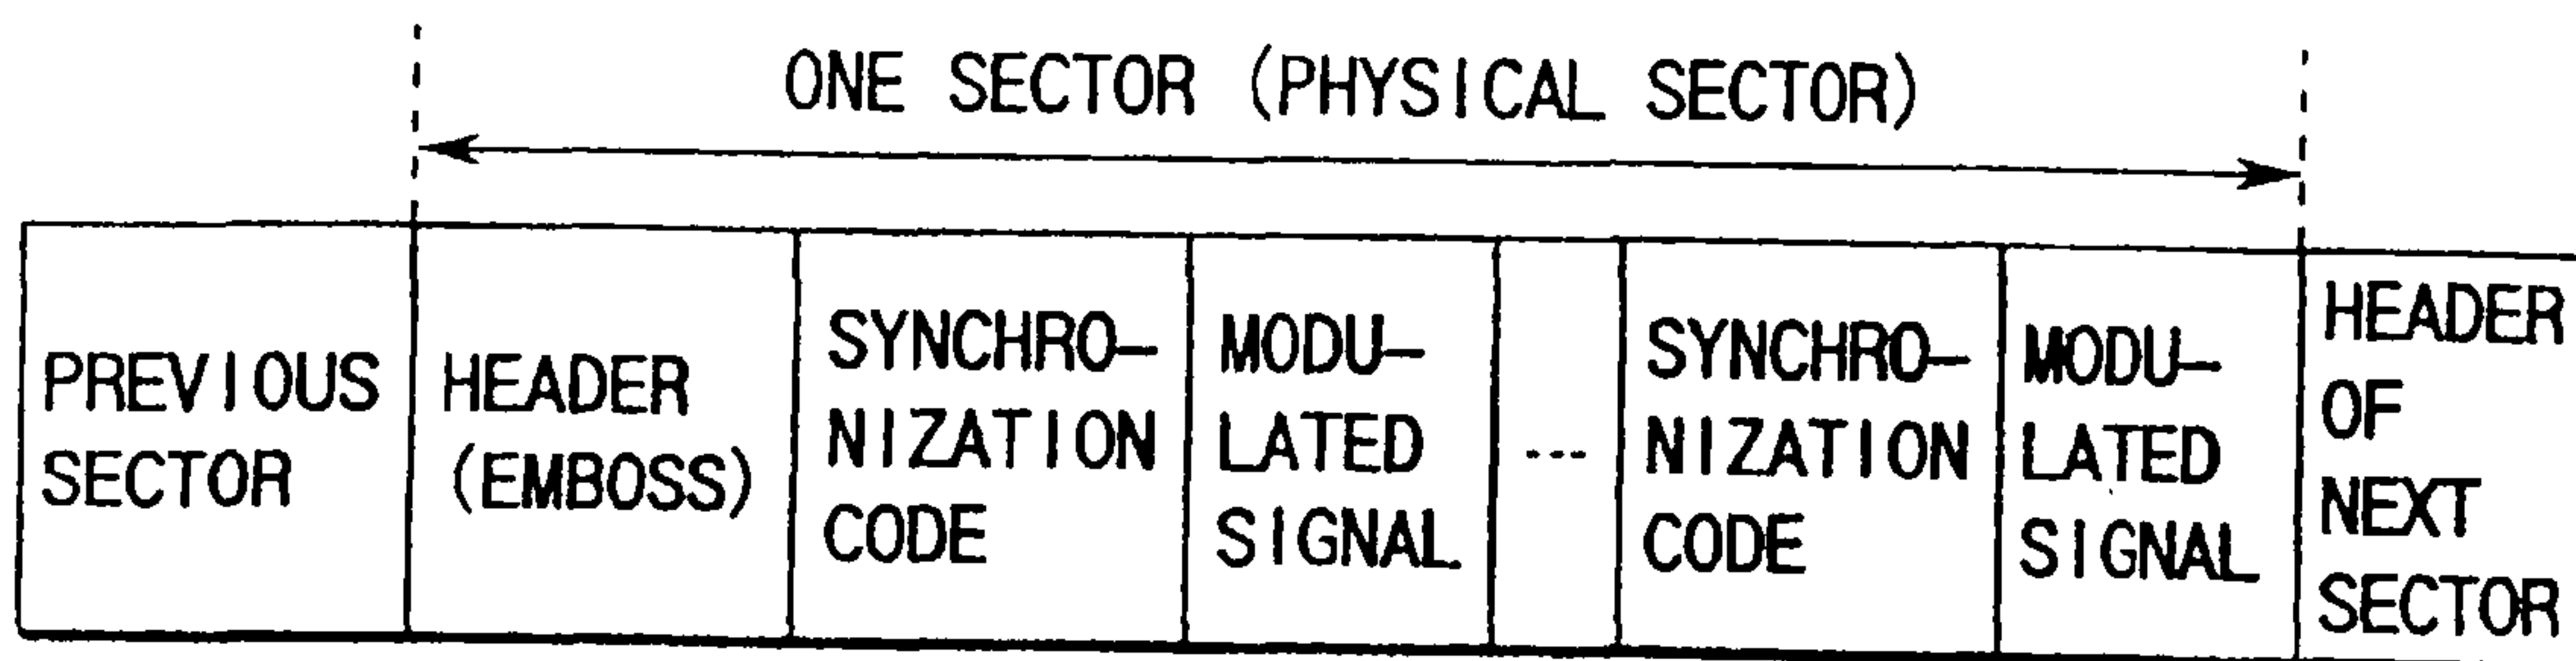 ONE SECTOR (PHYSICAL SECTOR)
PREVIOUS
SECTOR
HEADER
(EMBOSS)
SYNCHRO-
NIZATION
CODE
MODU-
LATED
SIGNAL
---
SYNCHRO-
NIZATION
CODE
MODU-
LATED
SIGNAL
HEADER
OF
NEXT
SECTOR